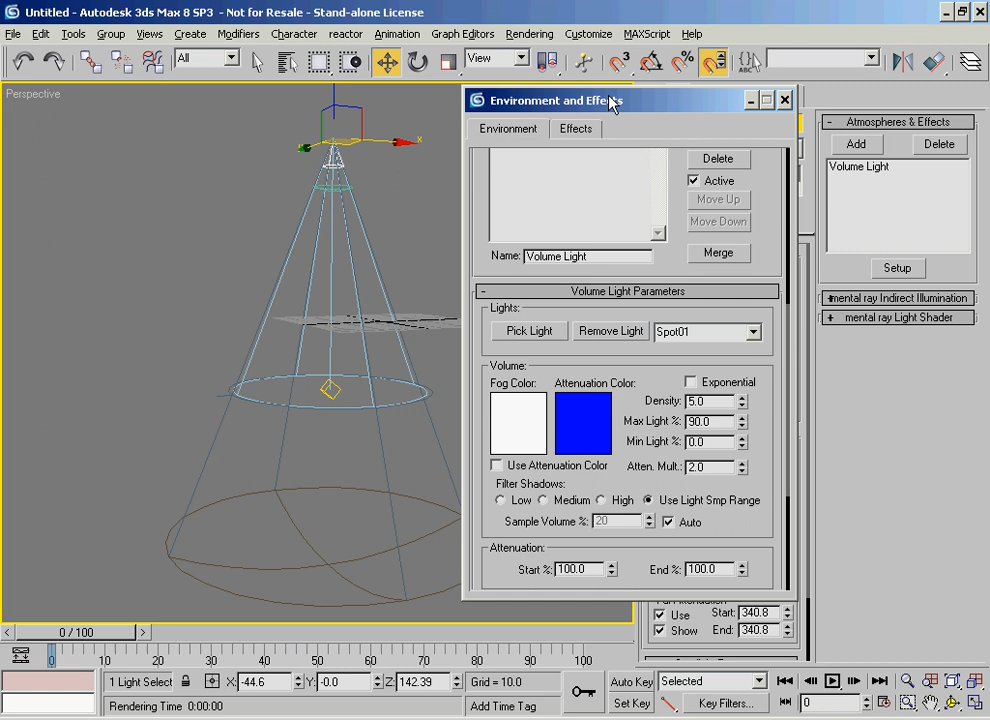 Untitled - Autodesk 3ds Max 8 SP3 - Not for Resale - Stand-alone License
File Edit Tools Group Views Create Modifiers Character reactor Animation Graph Editors Rendering Customize MAXScript Help
All View
Perspective
Environment and Effects
Environment Effects
Delete
Active
Move Up
Move Down
Merge
Name: Volume Light
- Volume Light Parameters
Lights:
Pick Light Remove Light Spot01
Volume:
Fog Color: Attenuation Color: Exponential
Density: 5.0
Max Light %: 90.0
Min Light %: 0.0
Use Attenuation Color Atten. Mult.: 2.0
Filter Shadows:
Low Medium High Use Light Smp Range
Sample Volume %: 20 Auto
Attenuation:
Start %: 100.0 End %: 100.0
- Atmospheres & Effects
Add Delete
Volume Light
Setup
+ mental ray Indirect Illumination
+ mental ray Light Shader
Use Start: 340.8
Show End: 340.8
< 0 / 100 >
0 10 20 30 40 50 60 70 80 90 100
1 Light Select X: -44.6 Y: -0.0 Z: 142.39 Grid = 10.0
Auto Key Selected
Rendering Time 0:00:00 Add Time Tag
Set Key Key Filters... 0